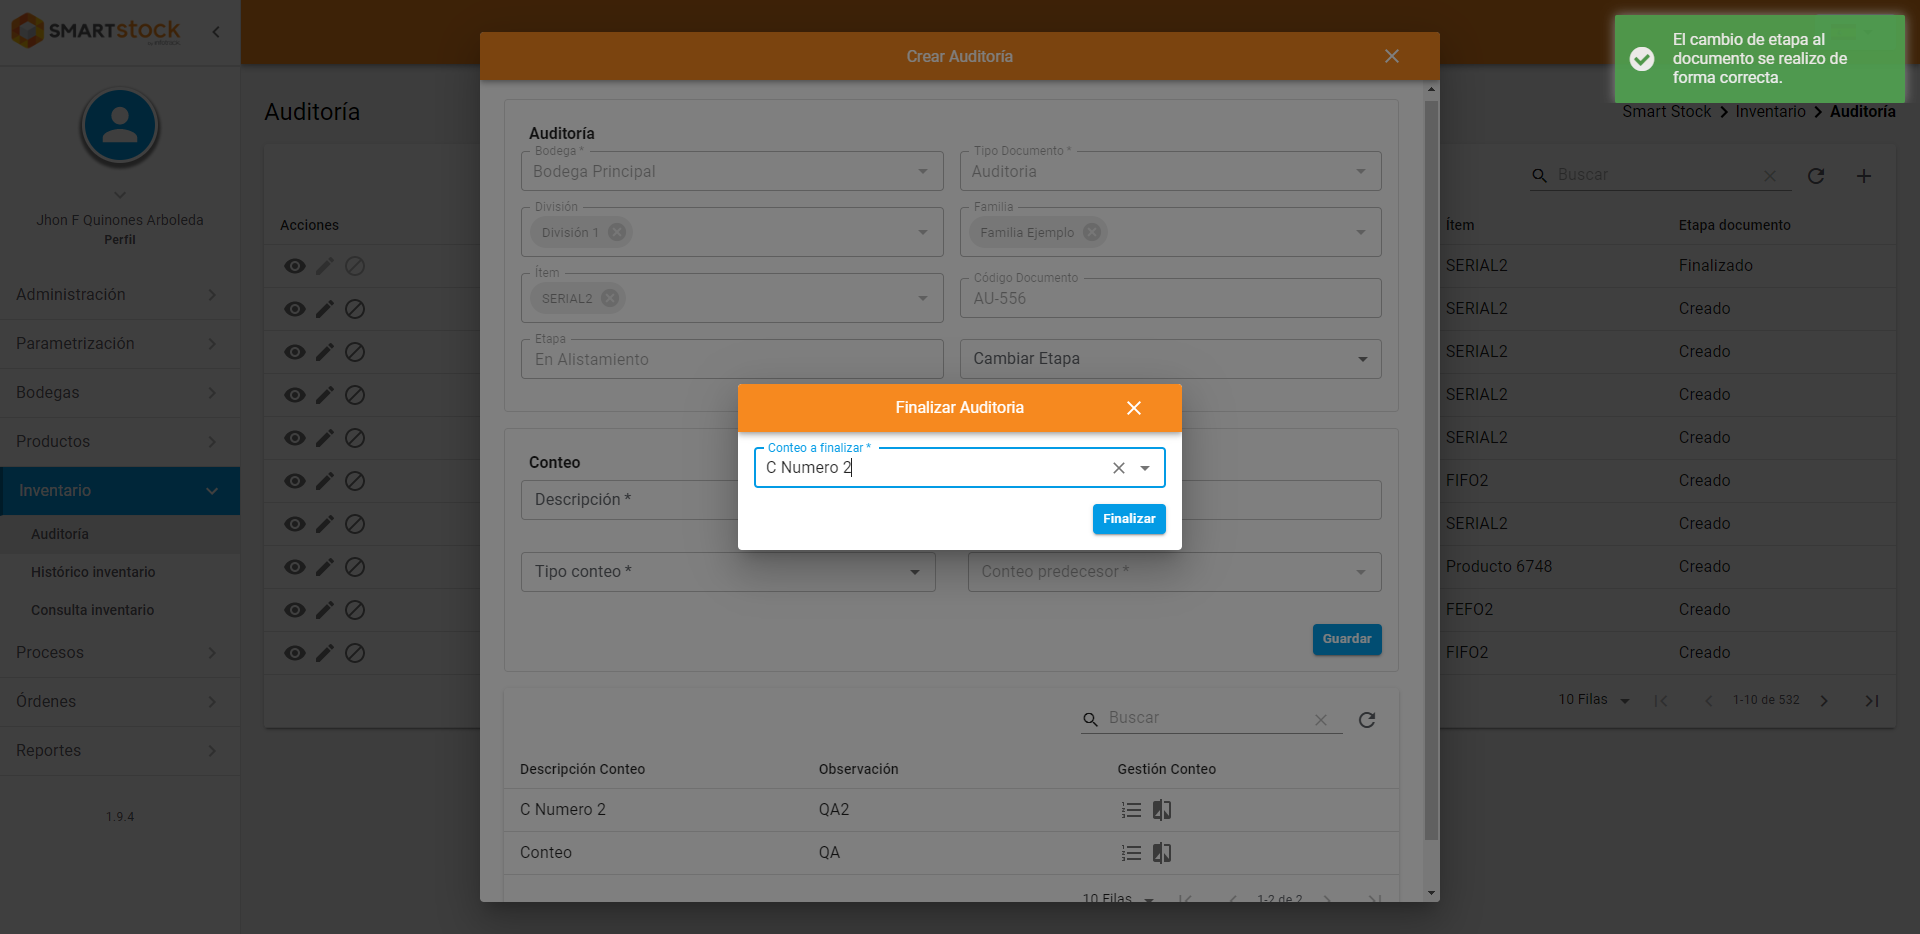 SMARTstock
El cambio de etapa al
documento se realizo de
forma correcta.
Crear Auditoría
Auditoría
Smart Stock > Inventario > Auditoría
Jhon F Quinones Arboleda
Perfil
Administración
Parametrización
Bodegas
Productos
Inventario
Auditoría
Histórico inventario
Consulta inventario
Procesos
Órdenes
Reportes
1.9.4
Acciones
Auditoría
Bodega *
Bodega Principal
Tipo Documento *
Auditoria
División
División 1
Familia
Familia Ejemplo
Ítem
SERIAL2
Código Documento
AU-556
Etapa
En Alistamiento
Cambiar Etapa
Finalizar Auditoria
Conteo a finalizar *
C Numero 2
Finalizar
Conteo
Descripción *
Tipo conteo *
Conteo predecesor *
Guardar
Buscar
Descripción Conteo Observación Gestión Conteo
C Numero 2 QA2
Conteo QA
10 Filas 1-2 de 2
Buscar
Ítem Etapa documento
SERIAL2 Finalizado
SERIAL2 Creado
SERIAL2 Creado
SERIAL2 Creado
SERIAL2 Creado
FIFO2 Creado
SERIAL2 Creado
Producto 6748 Creado
FEFO2 Creado
FIFO2 Creado
10 Filas 1-10 de 532